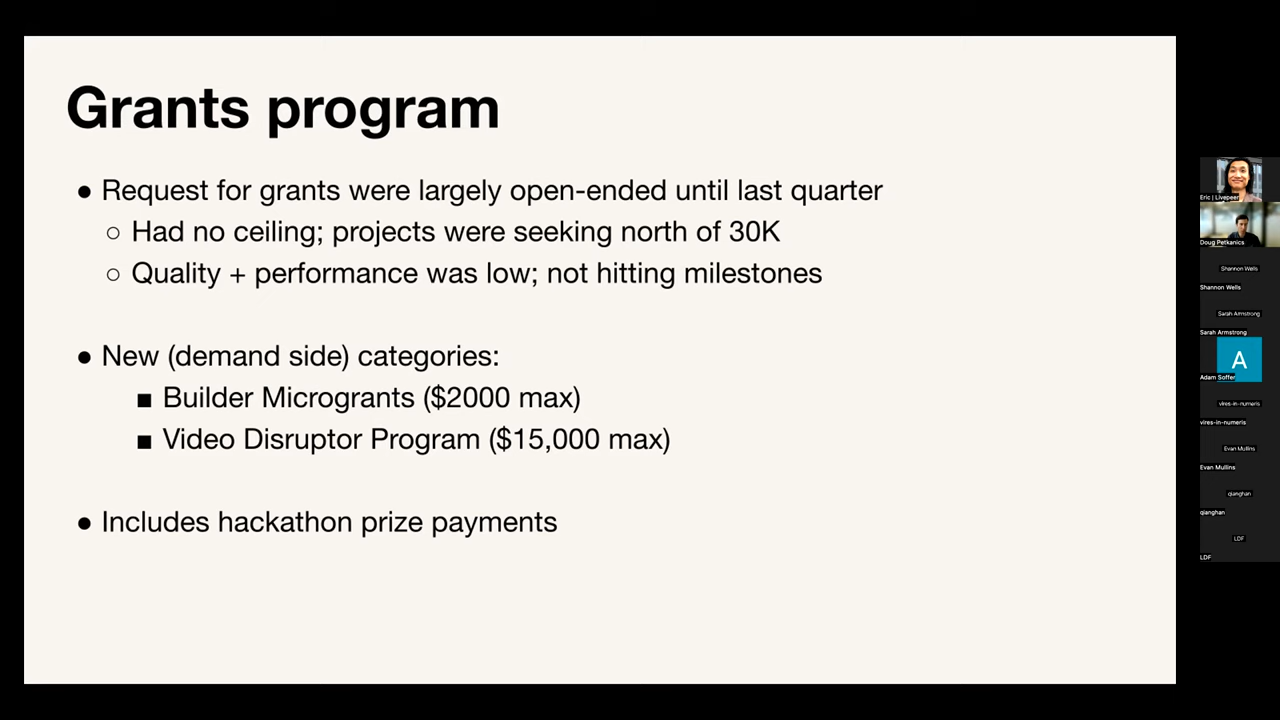 Grants program
● Request for grants were largely open-ended until last quarter
○ Had no ceiling; projects were seeking north of 30K
○ Quality + performance was low; not hitting milestones
● New (demand side) categories:
■ Builder Microgrants ($2000 max)
■ Video Disruptor Program ($15,000 max)
● Includes hackathon prize payments
Eric | Livepeer
Doug Petkanics
Shannon Wells
Shannon Wells
Sarah Armstrong
Sarah Armstrong
A
Adam Soffer
vires-in-numeris
vires-in-numeris
Evan Mullins
Evan Mullins
qianghan
qianghan
LDF
LDF